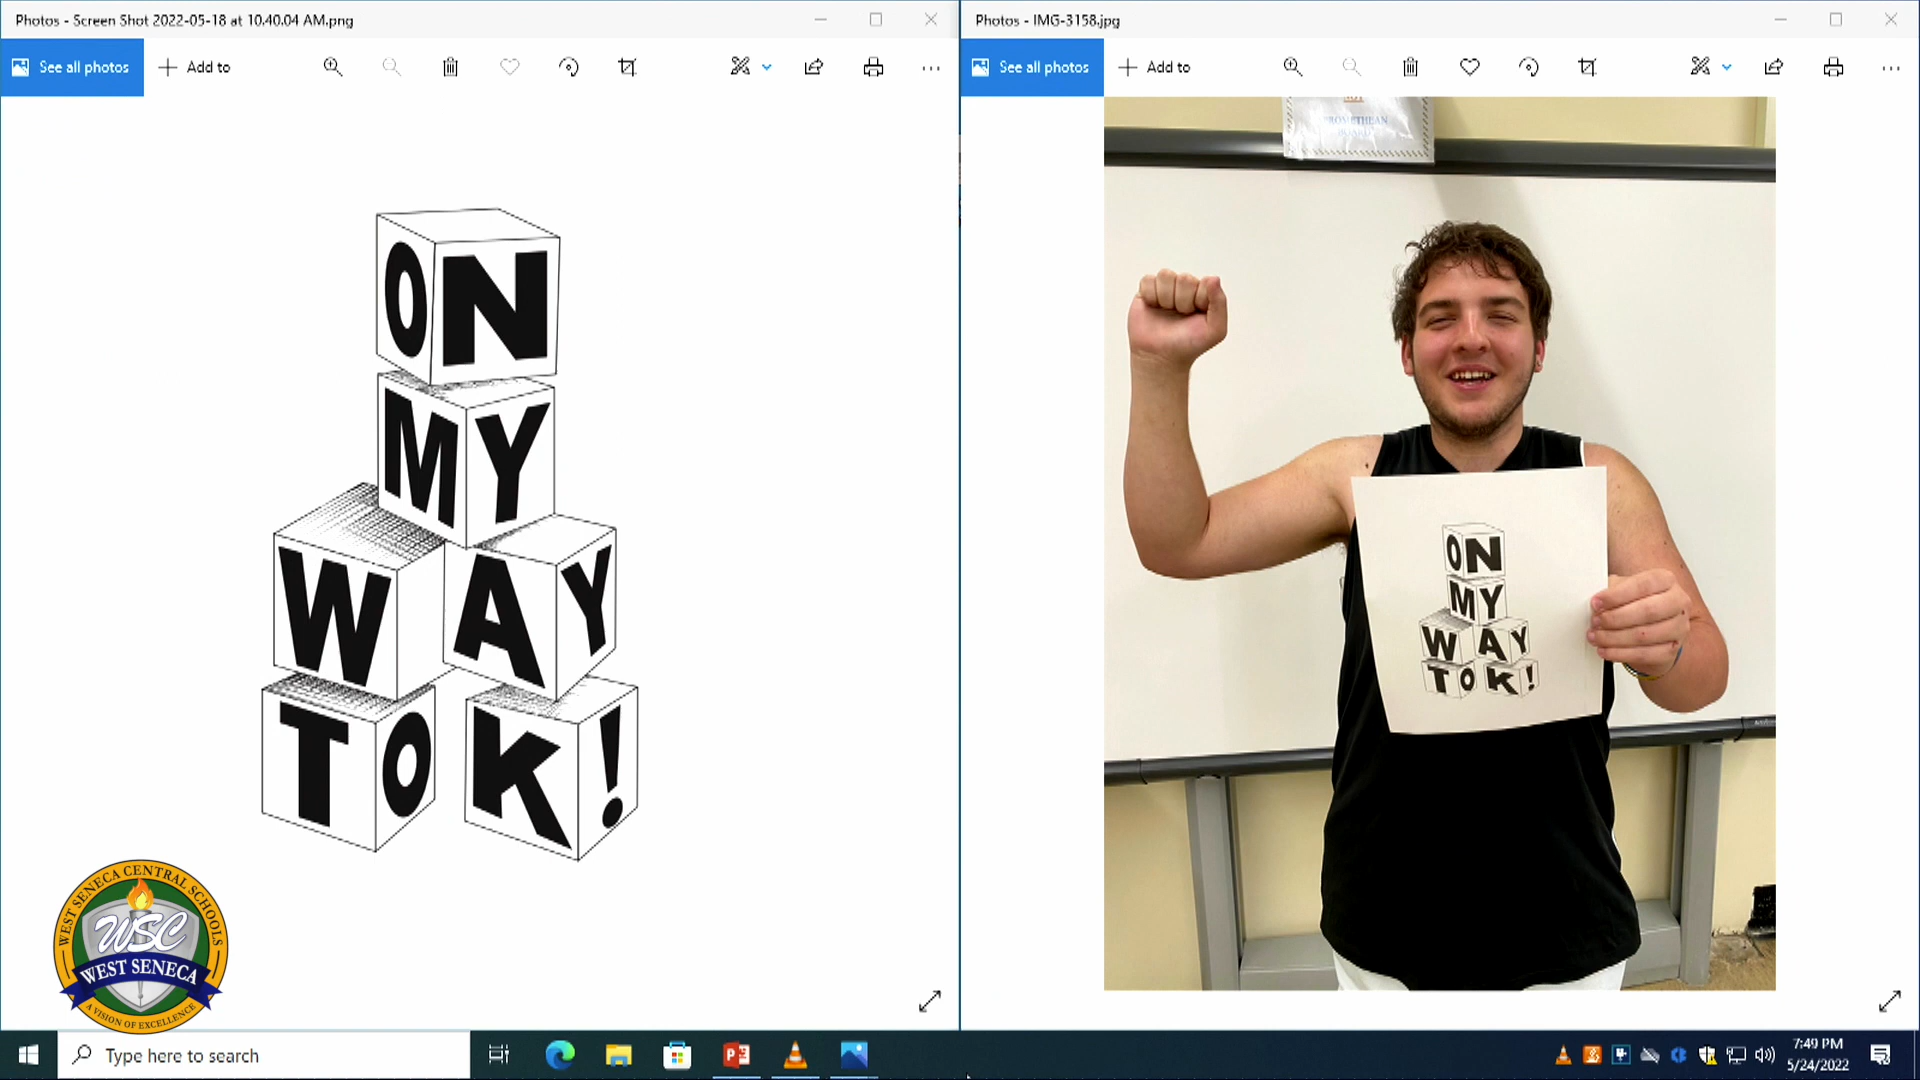 Photos - Screen Shot 2022-05-18 at 10.40.04 AM.png
See all photos
Add to
ON
MY
WAY
TOK!
WEST SENECA CENTRAL SCHOOLS
WSC
WEST SENECA
A VISION OF EXCELLENCE
Photos - IMG-3158.jpg
See all photos
Add to
PROMETHEAN
BOARD
ON
MY
WAY
TOK!
Type here to search
7:49 PM
5/24/2022